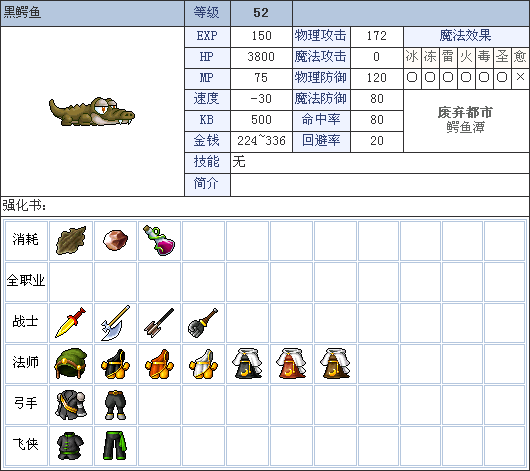 黑鳄鱼 等级 52
EXP 150 物理攻击 172 魔法效果
HP 3800 魔法攻击 0 冰 冻 雷 火 毒 圣 愈
MP 75 物理防御 120 ○ ○ ○ ○ ○ ○ ×
速度 -30 魔法防御 80
KB 500 命中率 80
废弃都市
鳄鱼潭
金钱 224~336 回避率 20
技能 无
简介
强化书:
消耗
全职业
战士
法师
弓手
飞侠